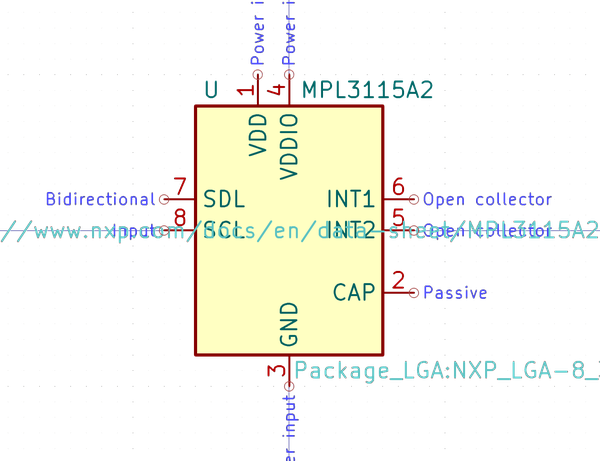 Power i
Power i
U
MPL3115A2
1
4
VDD
VDDIO
Bidirectional
7
SDL
INT1
6
Open collector
Input
8
SCL
INT2
5
Open collector
//www.nxp.com/docs/en/data-sheet/MPL3115A2
CAP
2
Passive
GND
3
Package_LGA:NXP_LGA-8_
er input